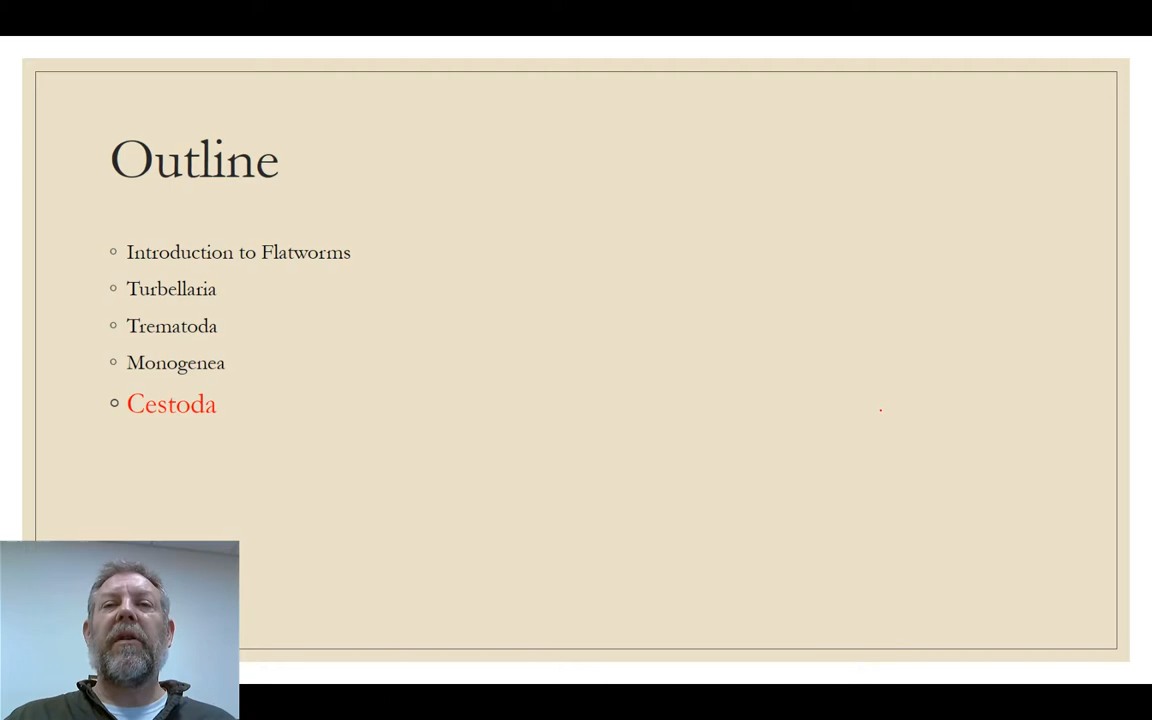 Outline
Introduction to Flatworms
Turbellaria
Trematoda
Monogenea
Cestoda